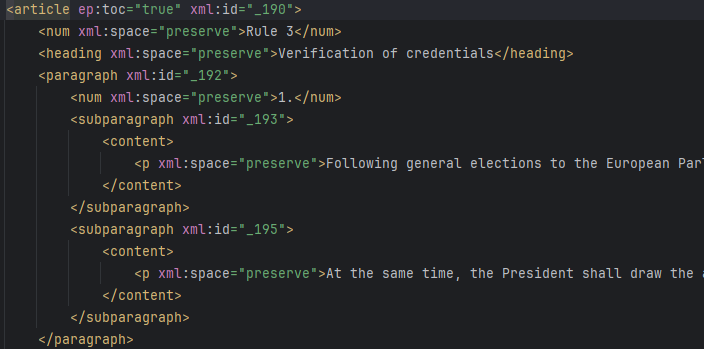 <article ep:toc="true" xml:id="_190">
<num xml:space="preserve">Rule 3</num>
<heading xml:space="preserve">Verification of credentials</heading>
<paragraph xml:id="_192">
<num xml:space="preserve">1.</num>
<subparagraph xml:id="_193">
<content>
<p xml:space="preserve">Following general elections to the European Parl
</content>
</subparagraph>
<subparagraph xml:id="_195">
<content>
<p xml:space="preserve">At the same time, the President shall draw the a
</content>
</subparagraph>
</paragraph>